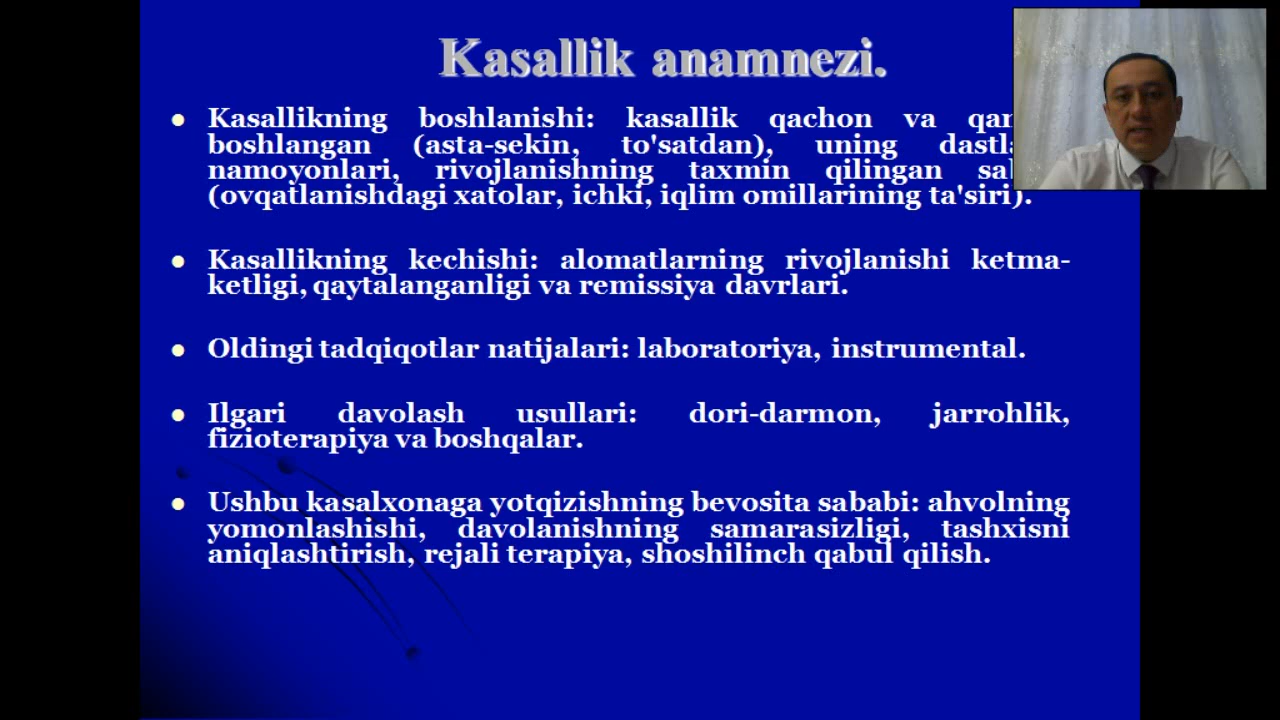 Kasallik anamnezi.
Kasallikning boshlanishi: kasallik qachon va
boshlangan (asta-sekin, to'satdan), uning
namoyonlari, rivojlanishning taxmin qilingan
(ovqatlanishdagi xatolar, ichki, iqlim omillarining ta'siri).
Kasallikning kechishi: alomatlarning rivojlanishi ketma-
ketligi, qaytalanganligi va remissiya davrlari.
Oldingi tadqiqotlar natijalari: laboratoriya, instrumental.
Ilgari davolash usullari: dori-darmon, jarrohlik,
fizioterapiya va boshqalar.
Ushbu kasalxonaga yotqizishning bevosita sababi: ahvolning
yomonlashishi, davolanishning samarasizligi, tashxisni
aniqlashtirish, rejali terapiya, shoshilinch qabul qilish.